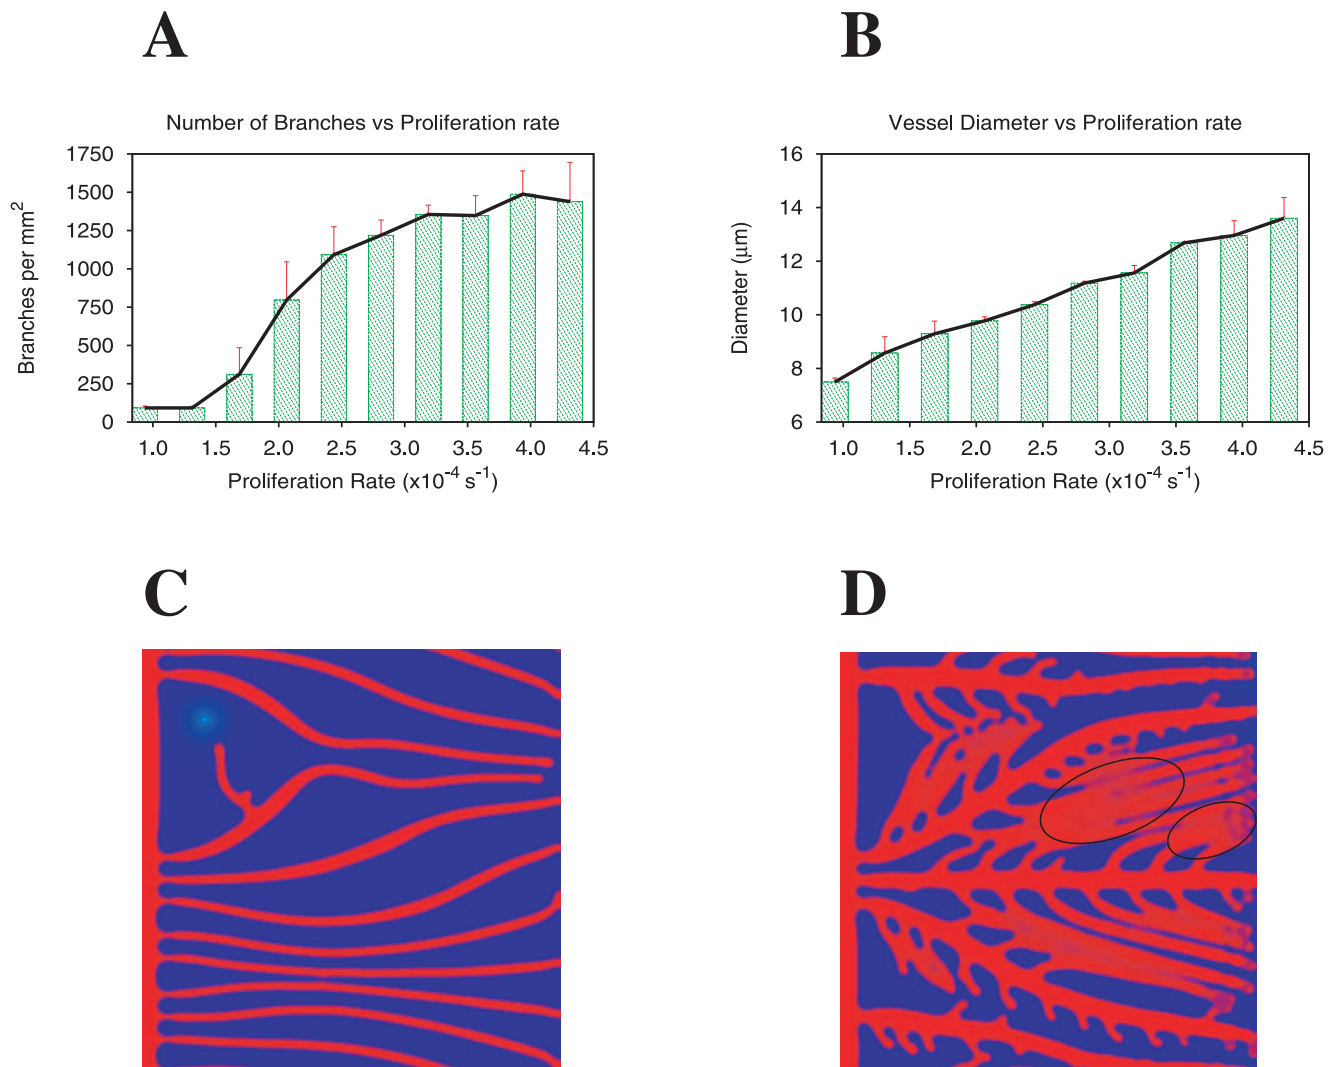 A
Number of Branches vs Proliferation rate
1750
1500
1250
1000
750
500
250
0
Branches per mm²
1.0 1.5 2.0 2.5 3.0 3.5 4.0 4.5
Proliferation Rate (x10⁻⁴ s⁻¹)
B
Vessel Diameter vs Proliferation rate
16
14
12
10
8
6
Diameter (μm)
1.0 1.5 2.0 2.5 3.0 3.5 4.0 4.5
Proliferation Rate (x10⁻⁴ s⁻¹)
C
D